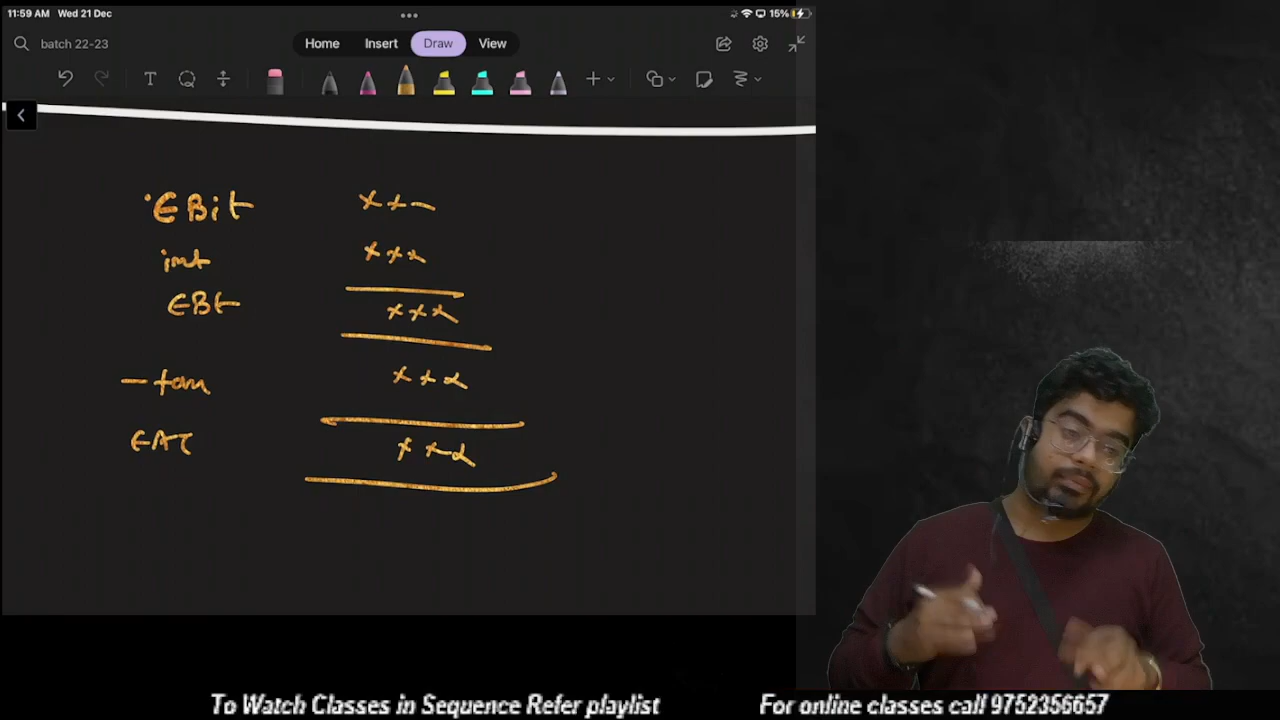 11:59 AM Wed 21 Dec
15%
batch 22-23
Home Insert Draw View
EBit xxx
int xxx
EBt xxx
- tax xxx
EAT xxx
To Watch Classes in Sequence Refer playlist
For online classes call 9752356657